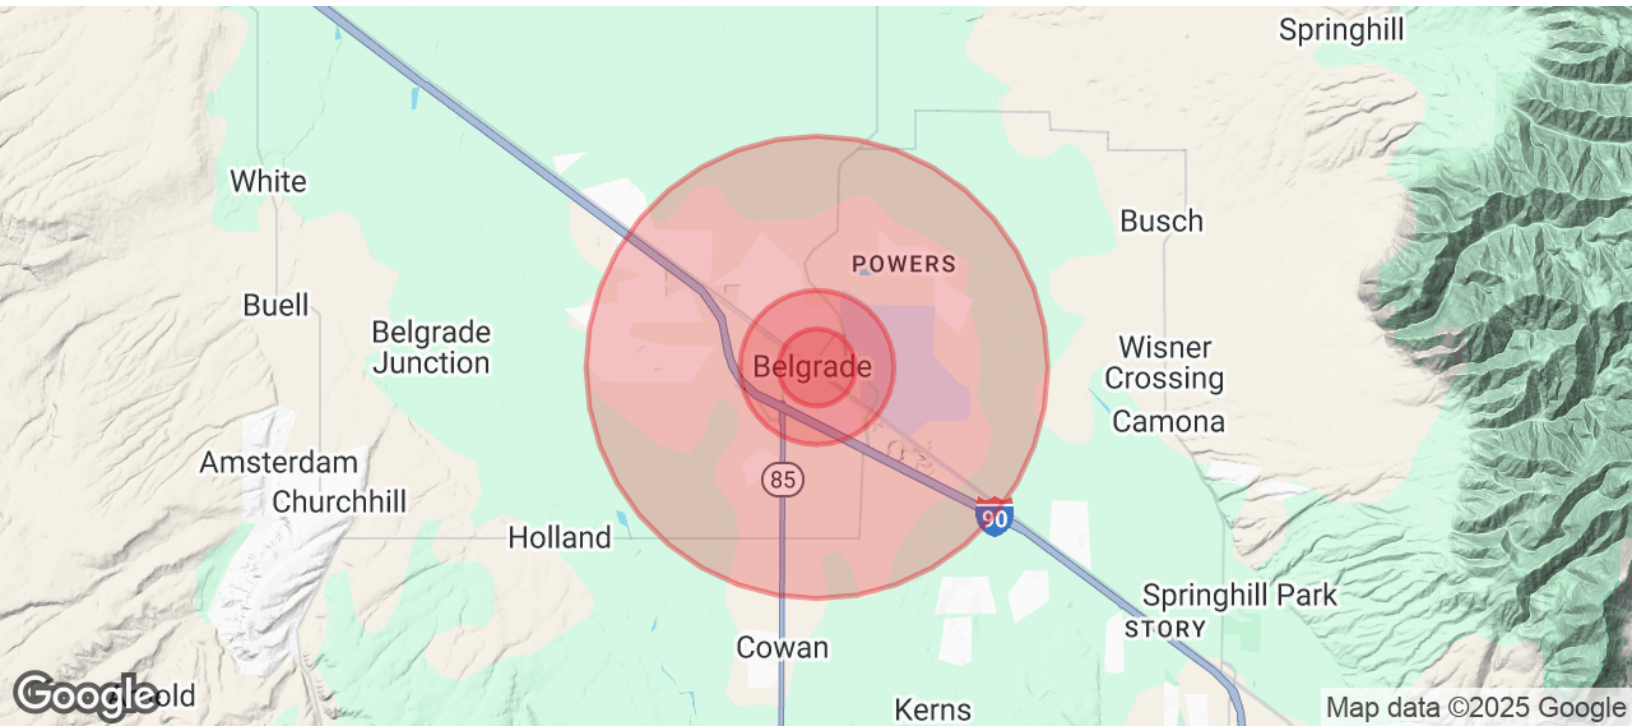 Springhill
White
Busch
POWERS
Buell
Belgrade
Junction
Wisner
Crossing
Belgrade
Camona
Amsterdam
Churchhill
85
90
Holland
Springhill Park
STORY
Cowan
Google
Kerns
Map data ©2025 Google